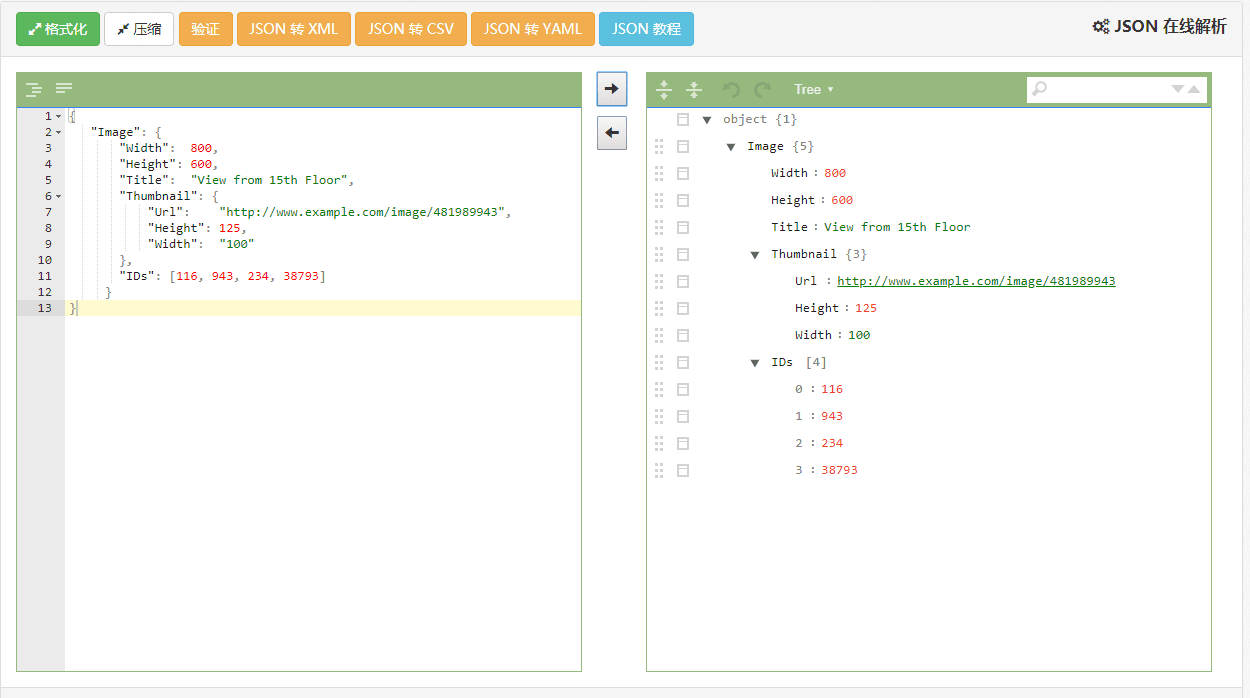 格式化 压缩 验证 JSON 转 XML JSON 转 CSV JSON 转 YAML JSON 教程 JSON 在线解析
Tree
1 {
2 "Image": {
3 "Width":  800,
4 "Height": 600,
5 "Title":  "View from 15th Floor",
6 "Thumbnail": {
7 "Url":    "http://www.example.com/image/481989943",
8 "Height": 125,
9 "Width":  "100"
10 },
11 "IDs": [116, 943, 234, 38793]
12 }
13 }
object {1}
Image {5}
Width : 800
Height : 600
Title : View from 15th Floor
Thumbnail {3}
Url : http://www.example.com/image/481989943
Height : 125
Width : 100
IDs [4]
0 : 116
1 : 943
2 : 234
3 : 38793